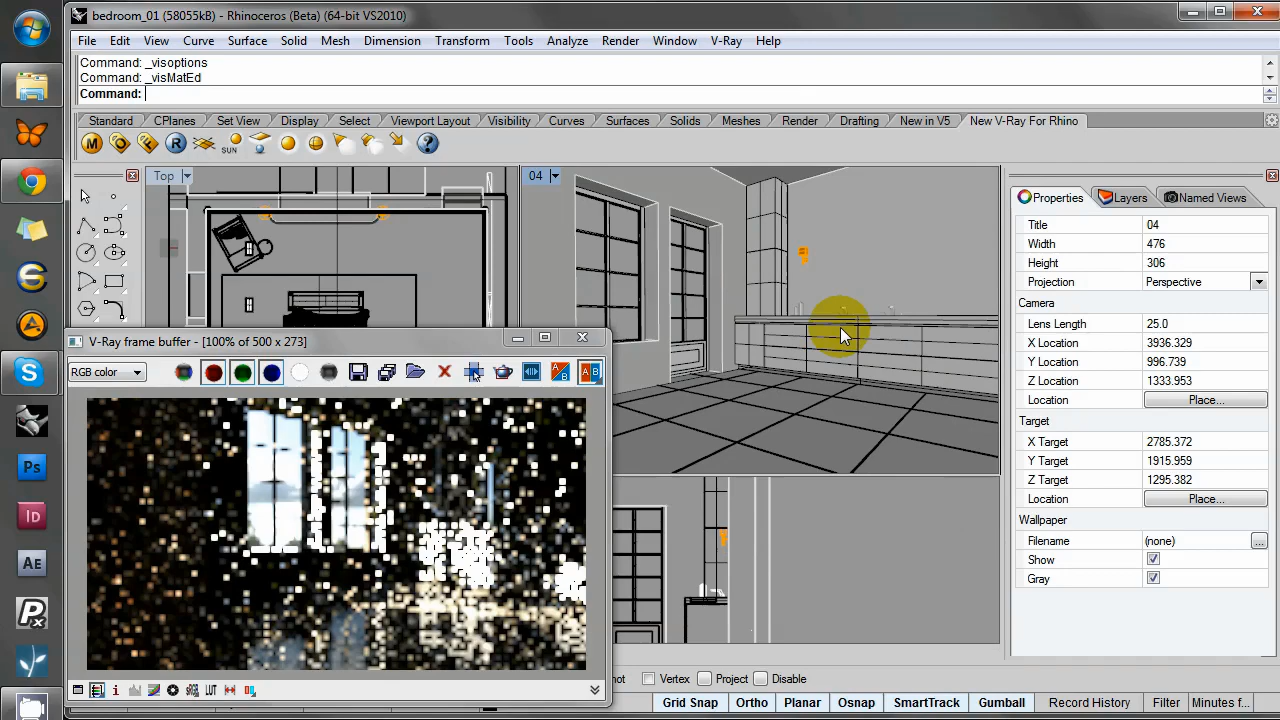 bedroom_01 (58055kB) - Rhinoceros (Beta) (64-bit VS2010)
File Edit View Curve Surface Solid Mesh Dimension Transform Tools Analyze Render Window V-Ray Help
Command: _visoptions
Command: _visMatEd
Command:
Standard CPlanes Set View Display Select Viewport Layout Visibility Curves Surfaces Solids Meshes Render Drafting New in V5 New V-Ray For Rhino
M O F R SUN ?
Top
04
Properties Layers Named Views
Title 04
Width 476
Height 306
Projection Perspective
Camera
Lens Length 25.0
X Location 3936.329
Y Location 996.739
Z Location 1333.953
Location Place...
Target
X Target 2785.372
Y Target 1915.959
Z Target 1295.382
Location Place...
Wallpaper
Filename (none) ...
Show
Gray
V-Ray frame buffer - [100% of 500 x 273]
RGB color
LUT
Vertex Project Disable
Grid Snap Ortho Planar Osnap SmartTrack Gumball Record History Filter Minutes f...
S
Ps
Id
Ae